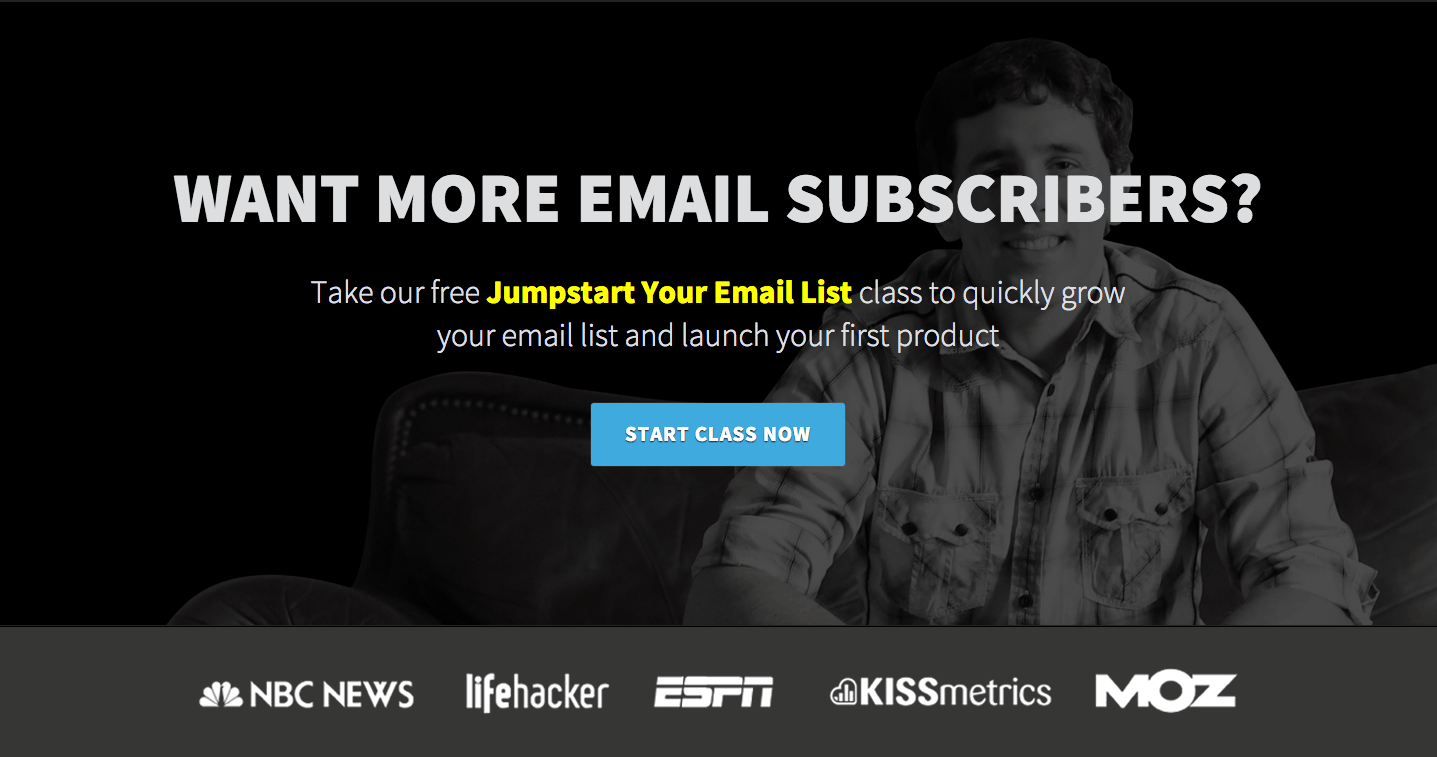 WANT MORE EMAIL SUBSCRIBERS?
Take our free Jumpstart Your Email List class to quickly grow
your email list and launch your first product
START CLASS NOW
NBC NEWS lifehacker ESPN KISSmetrics MOZ